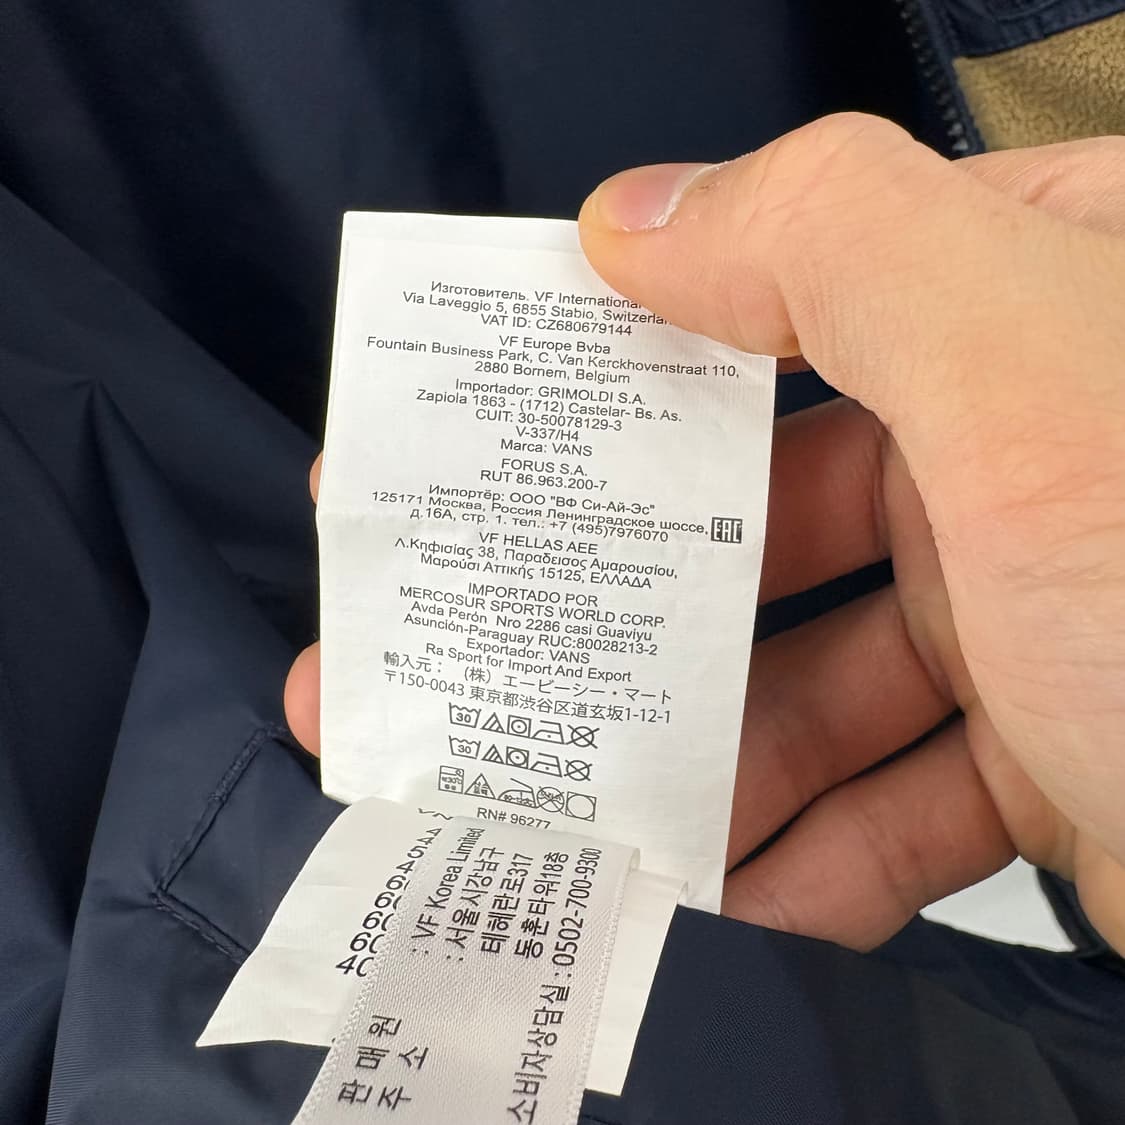 Изготовитель. VF Internationa
Via Laveggio 5, 6855 Stabio, Switzerla
VAT ID: CZ680679144
VF Europe Bvba
Fountain Business Park, C. Van Kerckhovenstraat 110,
2880 Bornem, Belgium
Importador: GRIMOLDI S.A.
Zapiola 1863 - (1712) Castelar- Bs. As.
CUIT: 30-50078129-3
V-337/H4
Marca: VANS
FORUS S.A.
RUT 86.963.200-7
Импортёр: ООО "ВФ Си-Ай-Эс"
125171 Москва, Россия Ленинградское шоссе,
д.16А, стр. 1. тел.: +7 (495)7976070
EAC
VF HELLAS AEE
Λ.Κηφισίας 38, Παραδεισος Αμαρουσίου,
Μαρούσι Αττικής 15125, ΕΛΛΑΔΑ
IMPORTADO POR
MERCOSUR SPORTS WORLD CORP.
Avda Perón Nro 2286 casi Guaviyu
Asunción-Paraguay RUC:80028213-2
Exportador: VANS
Ra Sport for Import And Export
輸入元： (株) エービーシー・マート
〒150-0043 東京都渋谷区道玄坂1-12-1
30
30
RN# 96277
판매원 : VF Korea Limited
주소 : 서울시강남구
테헤란로317
동훈타워18층
소비자상담실 : 0502-700-9300